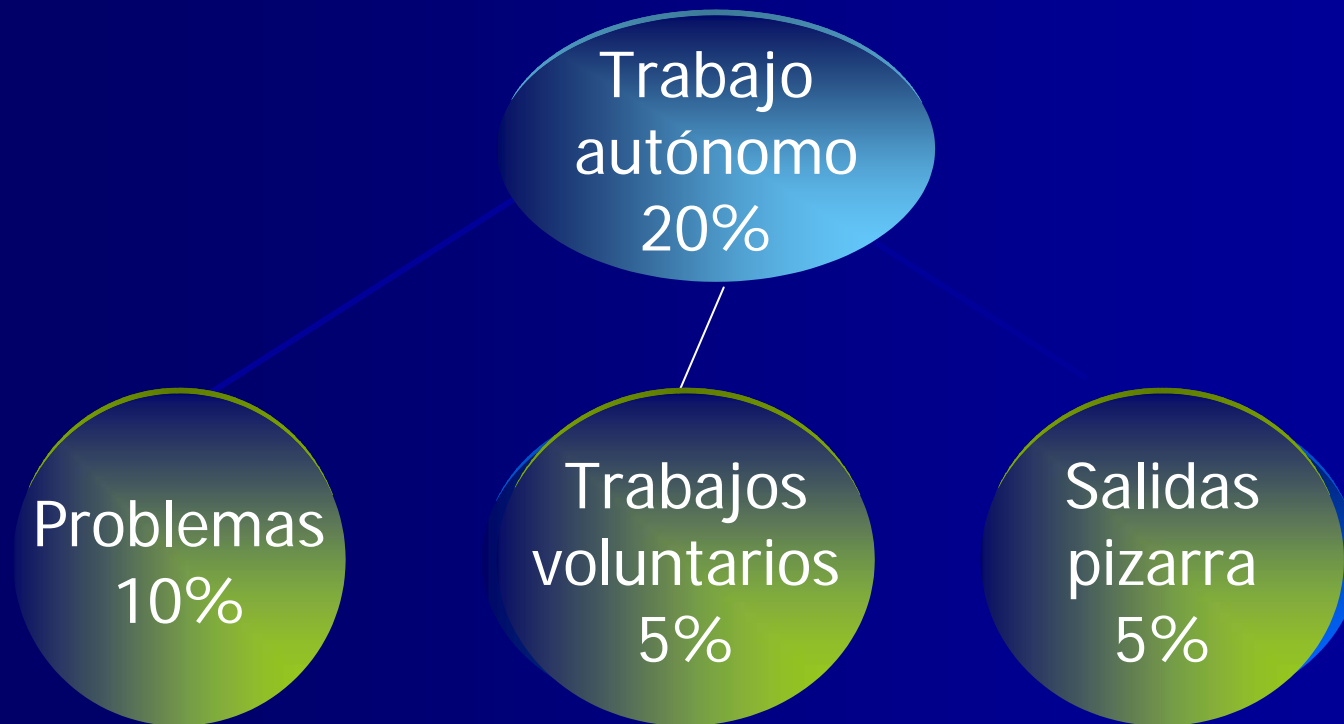 Trabajo
autónomo
20%
Problemas
10%
Trabajos
voluntarios
5%
Salidas
pizarra
5%